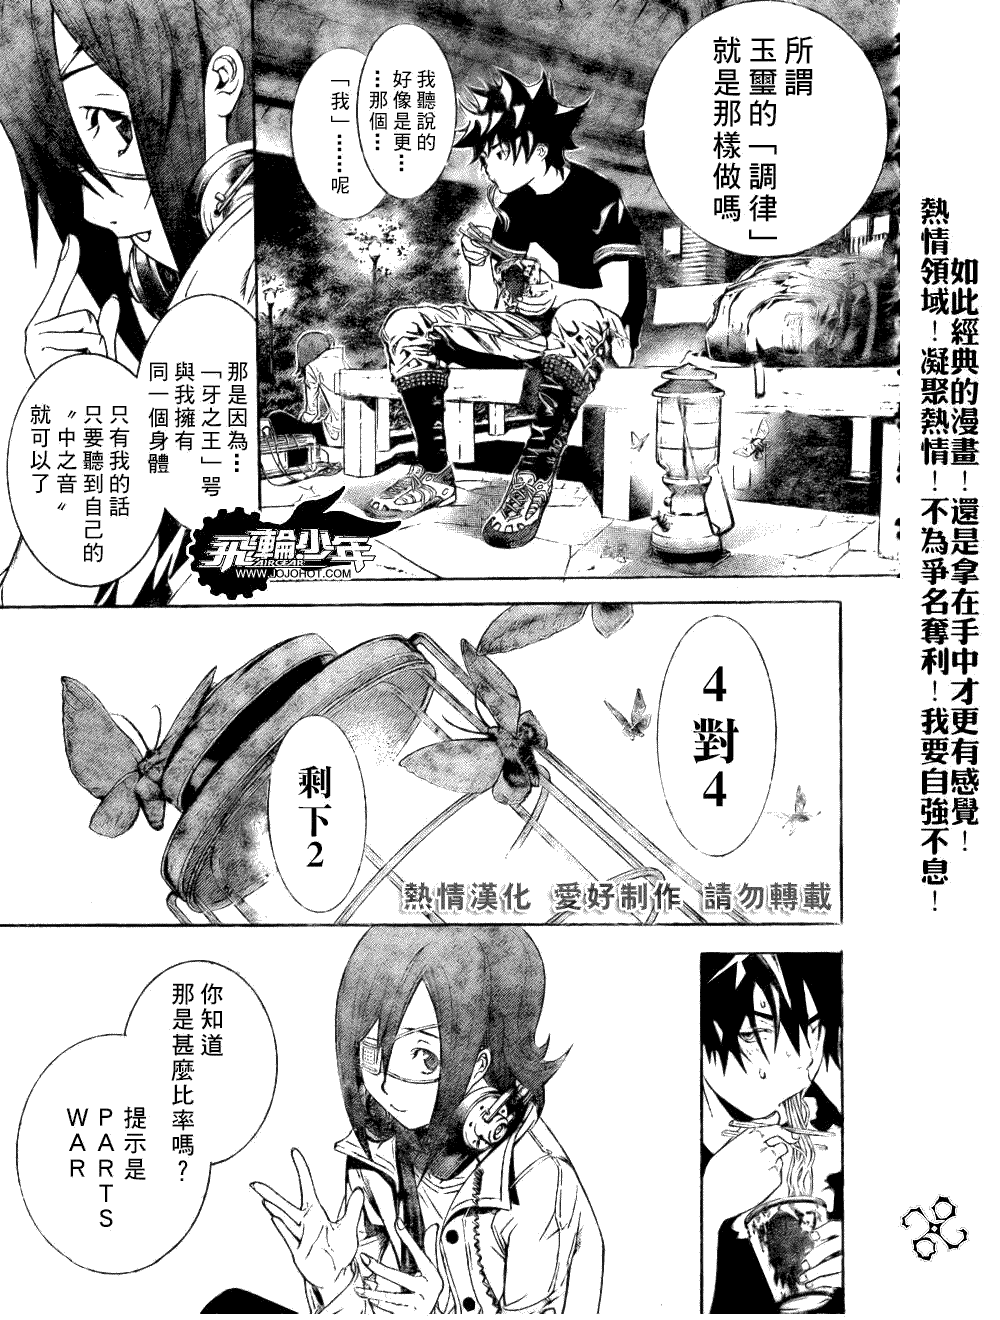 所謂
玉璽的「調律」
就是那樣做嗎
我聽說的
好像是更…
…那個…
「我」……呢
那是因為…
「牙之王」咢
與我擁有
同一個身體
只有我的話
只要聽到自己的
〝中之音〞
就可以了
飛輪少年
AIRGEAR
WWW.JOJOHOT.COM
4對4
剩下2
熱情漢化 愛好制作 請勿轉載
你知道
那是甚麼比率嗎？
提示是
PARTS
WAR
如此經典的漫畫！還是拿在手中才更有感覺！
熱情領域！凝聚熱情！不為爭名奪利！我要自強不息！